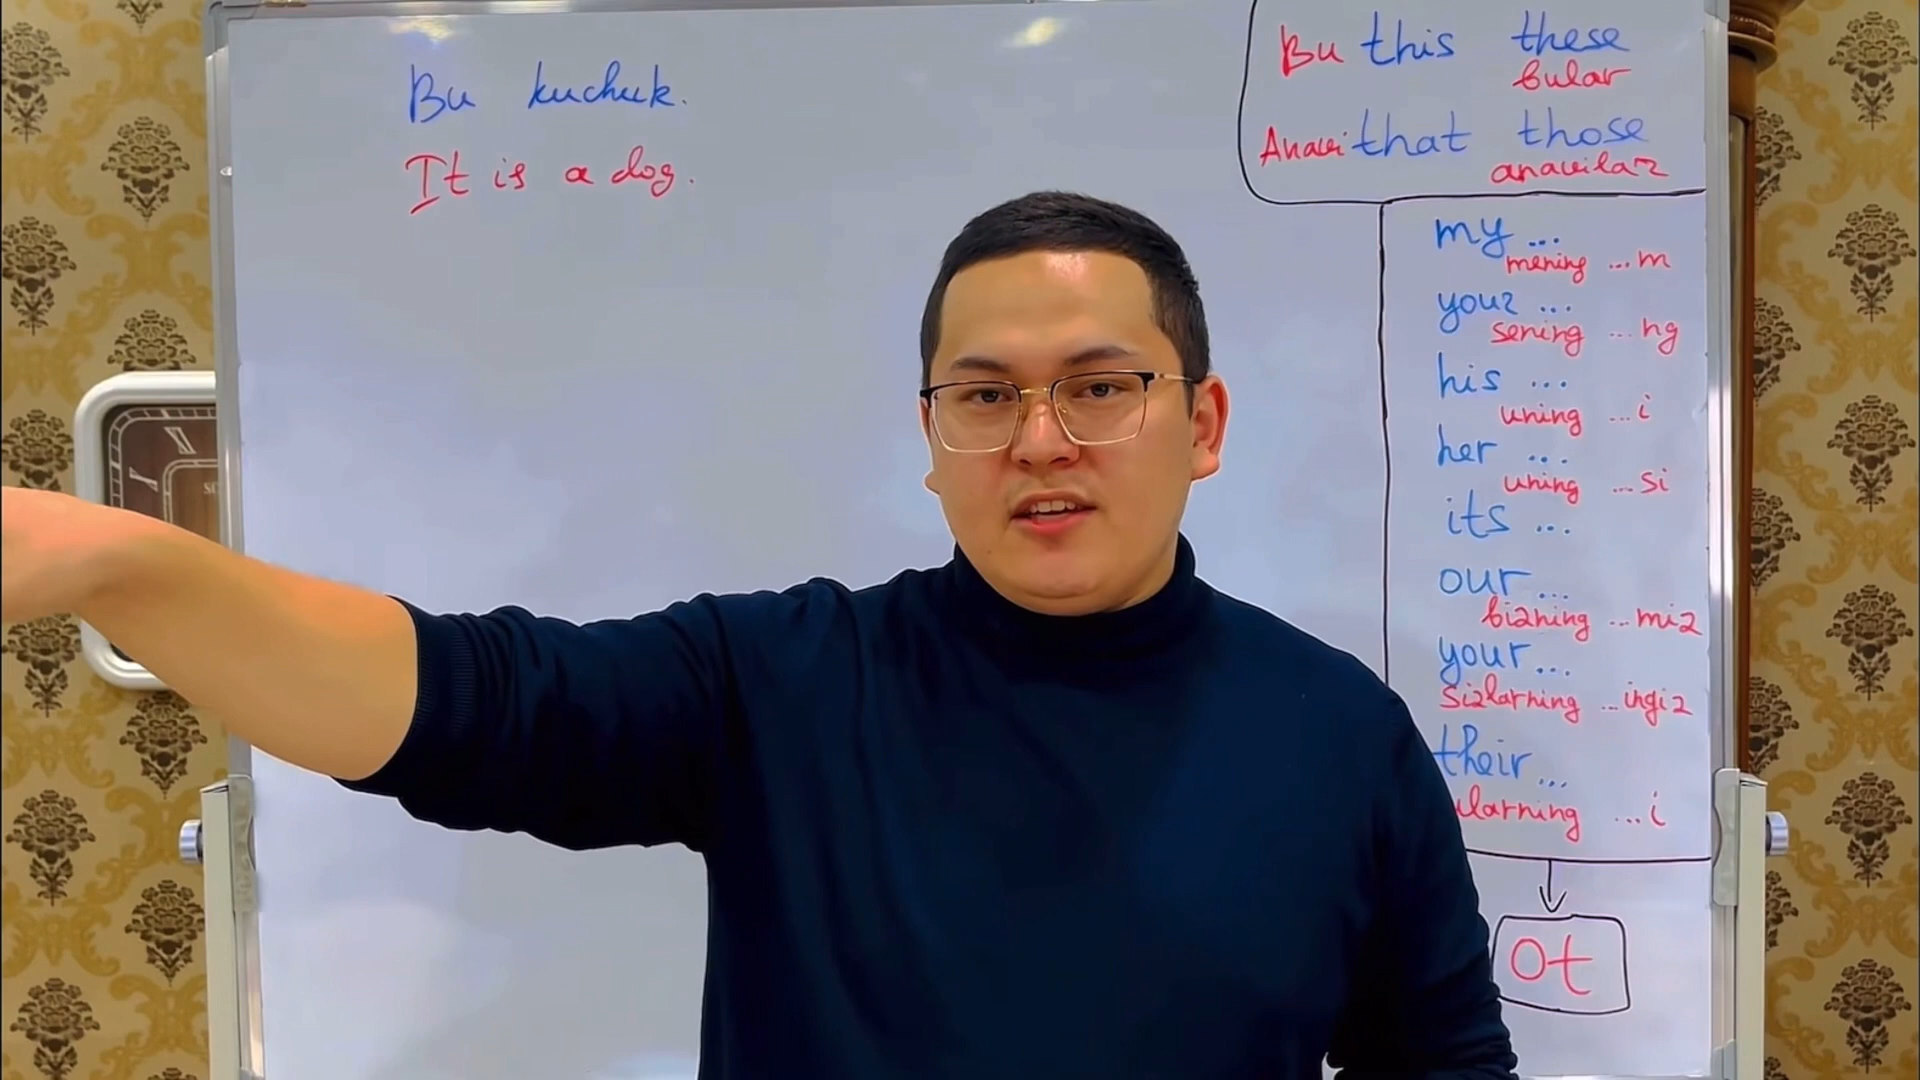 Bu kuchuk.
It is a dog.
Bu this these
bular
Anavi that those
anavilar
my ...
mening ...m
your ...
sening ...ng
his ...
uning ...i
her ...
uning ...si
its ...
our ...
bizning ...miz
your ...
sizlarning ...ingiz
their ...
ularning ...i
ot